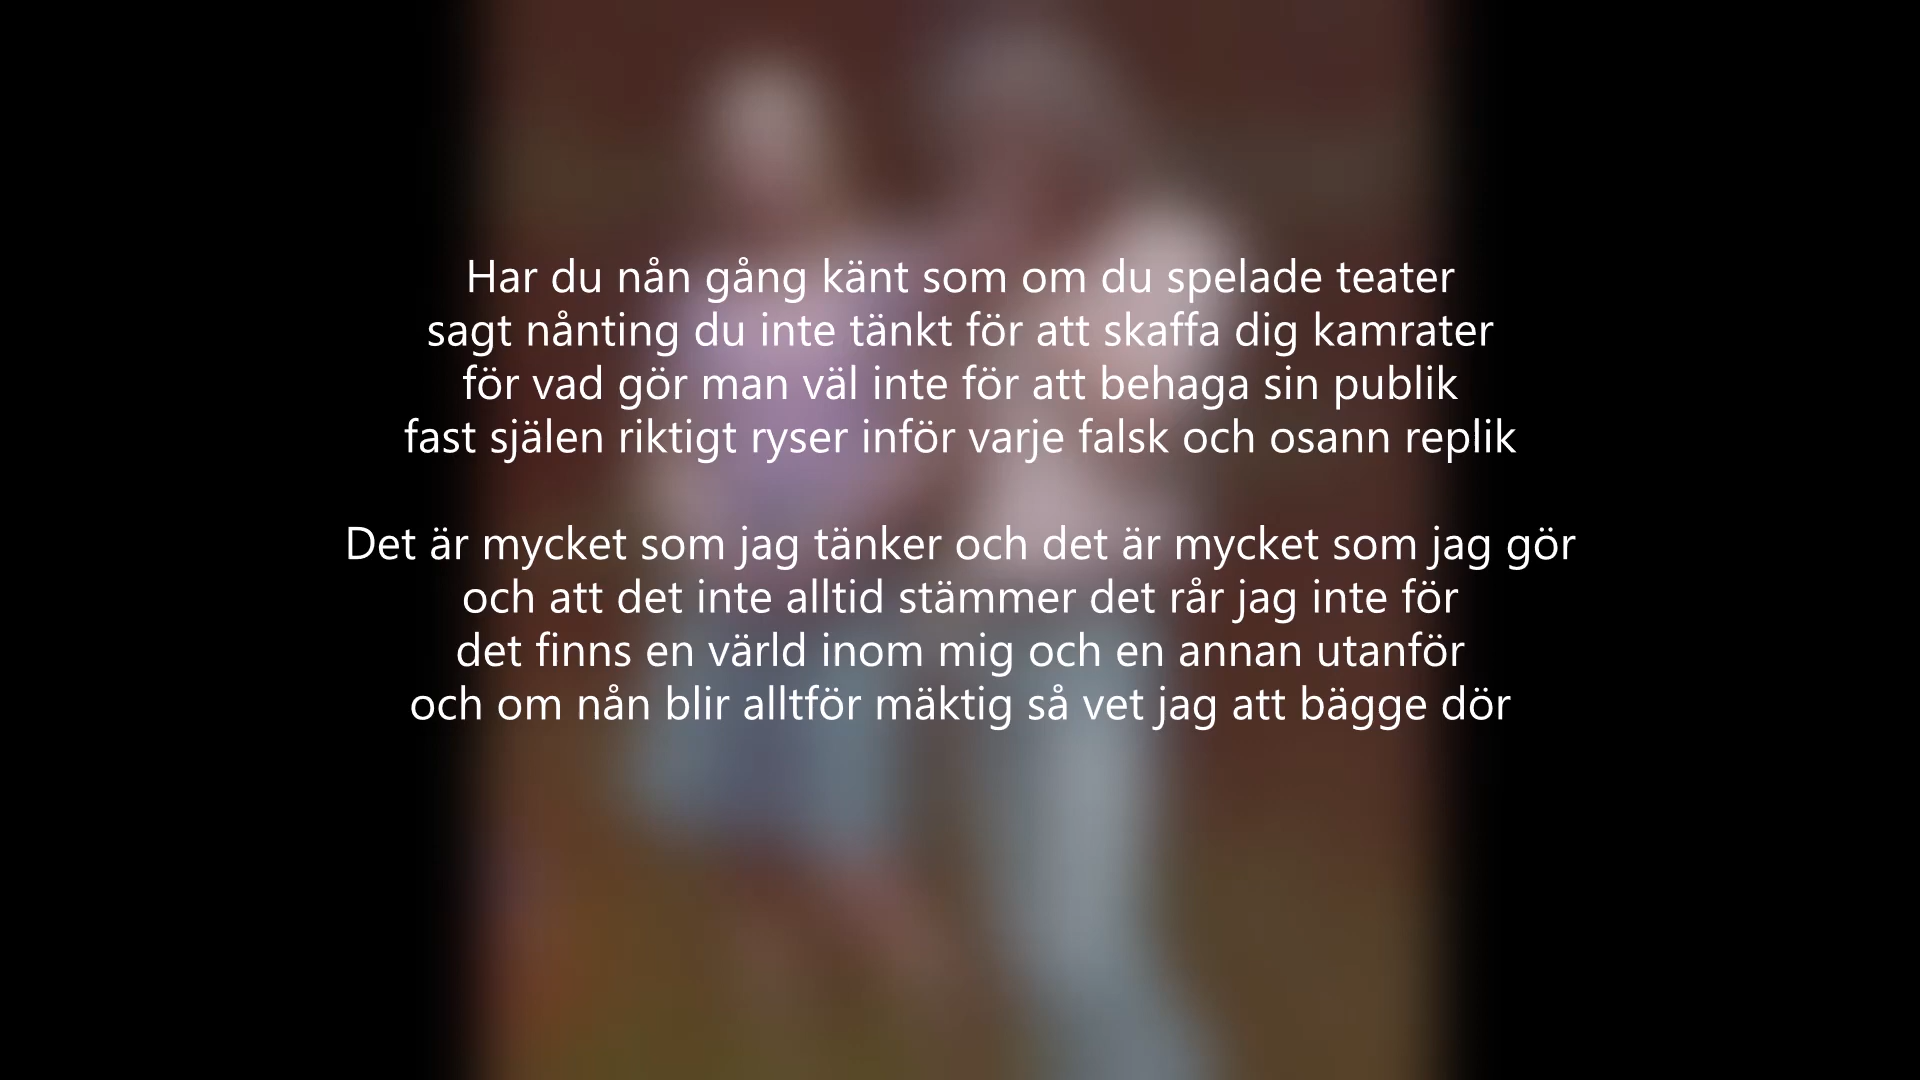 Har du nån gång känt som om du spelade teater
sagt nånting du inte tänkt för att skaffa dig kamrater
för vad gör man väl inte för att behaga sin publik
fast själen riktigt ryser inför varje falsk och osann replik
Det är mycket som jag tänker och det är mycket som jag gör
och att det inte alltid stämmer det rår jag inte för
det finns en värld inom mig och en annan utanför
och om nån blir alltför mäktig så vet jag att bägge dör